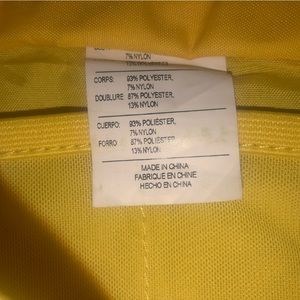 7% NYLON
CORPS: 93% POLYESTER,
7% NYLON
DOUBLURE 87% POLYESTER,
13% NYLON
CUERPO: 93% POLIÉSTER,
7% NYLON
FORRO: 87% POLIÉSTER,
13% NYLON
MADE IN CHINA
FABRIQUE EN CHINE
HECHO EN CHINA